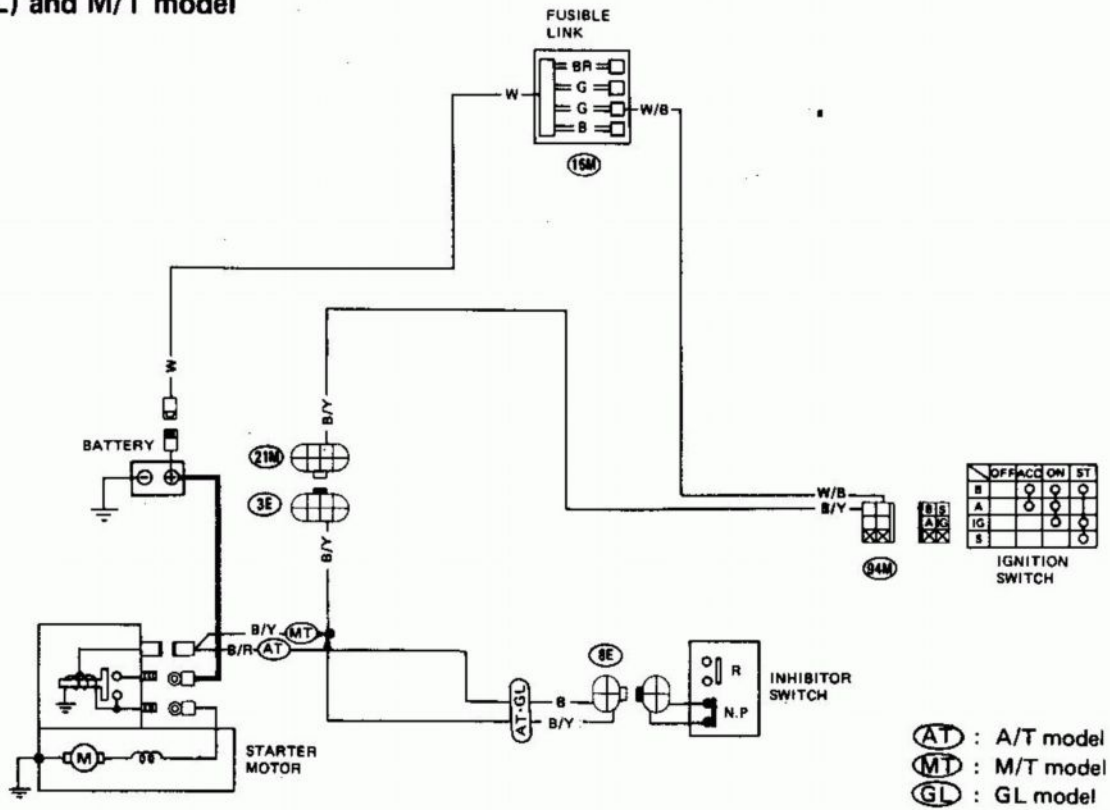 L) and M/T model
FUSIBLE
LINK
BR
G
W
G
W/B
B
16M
W
B/Y
BATTERY
21M
3E
W/B
B/Y
B/Y
94M
B S
A IG
OFF ACC ON ST
B
A
IG
S
IGNITION
SWITCH
B/Y MT
B/R AT
8E
R
N.P
INHIBITOR
SWITCH
AT·GL
B
B/Y
M
STARTER
MOTOR
AT : A/T model
MT : M/T model
GL : GL model